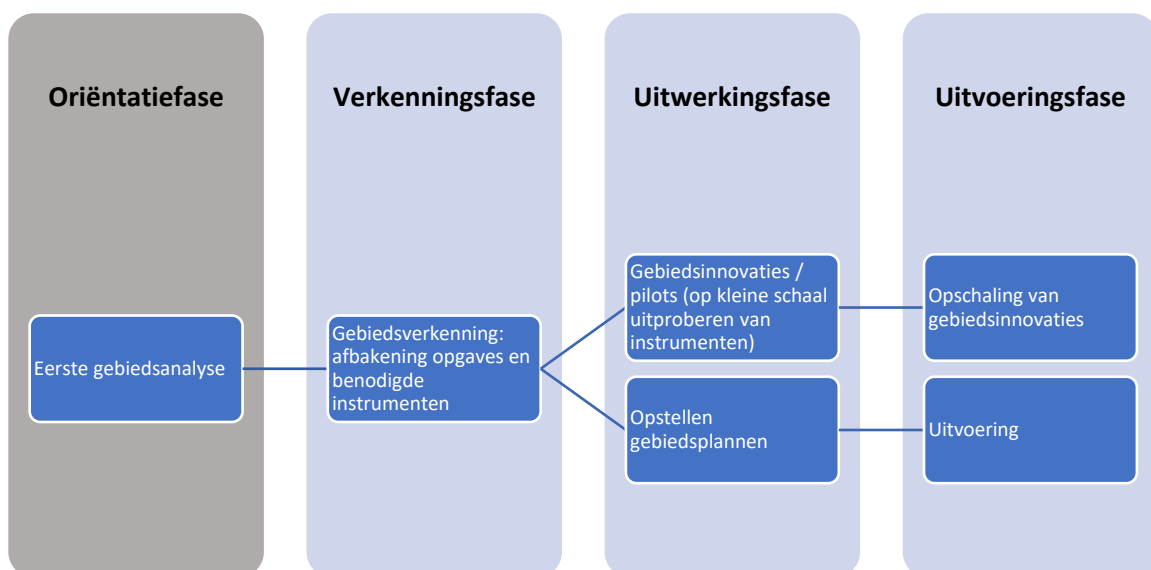 Oriëntatiefase
Verkenningsfase
Uitwerkingsfase
Uitvoeringsfase
Eerste gebiedsanalyse
Gebiedsverkenning:
afbakening opgaves en
benodigde
instrumenten
Gebiedsinnovaties /
pilots (op kleine schaal
uitproberen van
instrumenten)
Opschaling van
gebiedsinnovaties
Opstellen
gebiedsplannen
Uitvoering